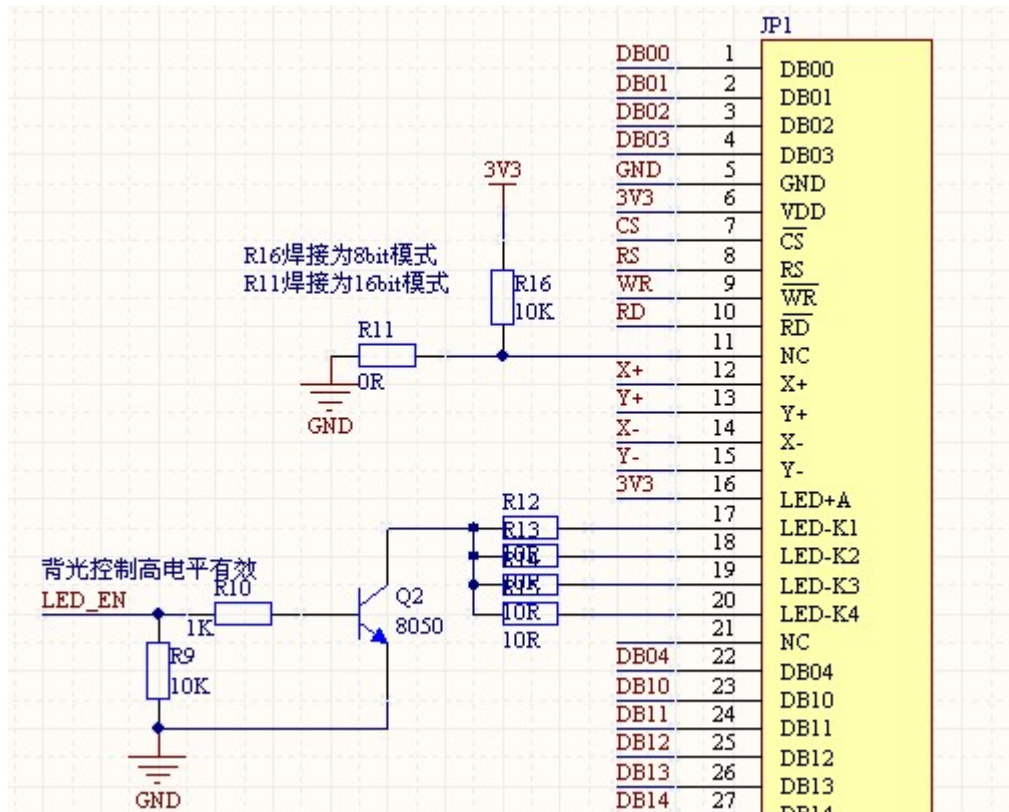 JP1
DB00 1 DB00
DB01 2 DB01
DB02 3 DB02
DB03 4 DB03
GND 5 GND
3V3 6 VDD
CS 7 CS
RS 8 RS
WR 9 WR
RD 10 RD
11 NC
X+ 12 X+
Y+ 13 Y+
X- 14 X-
Y- 15 Y-
3V3 16 LED+A
17 LED-K1
18 LED-K2
19 LED-K3
20 LED-K4
21 NC
DB04 22 DB04
DB10 23 DB10
DB11 24 DB11
DB12 25 DB12
DB13 26 DB13
DB14 27 DB14
3V3
R16焊接为8bit模式
R11焊接为16bit模式
R16
10K
R11
0R
GND
R12
R13
10R
10R
背光控制高电平有效
LED_EN
R10
1K
Q2
8050
R9
10K
GND